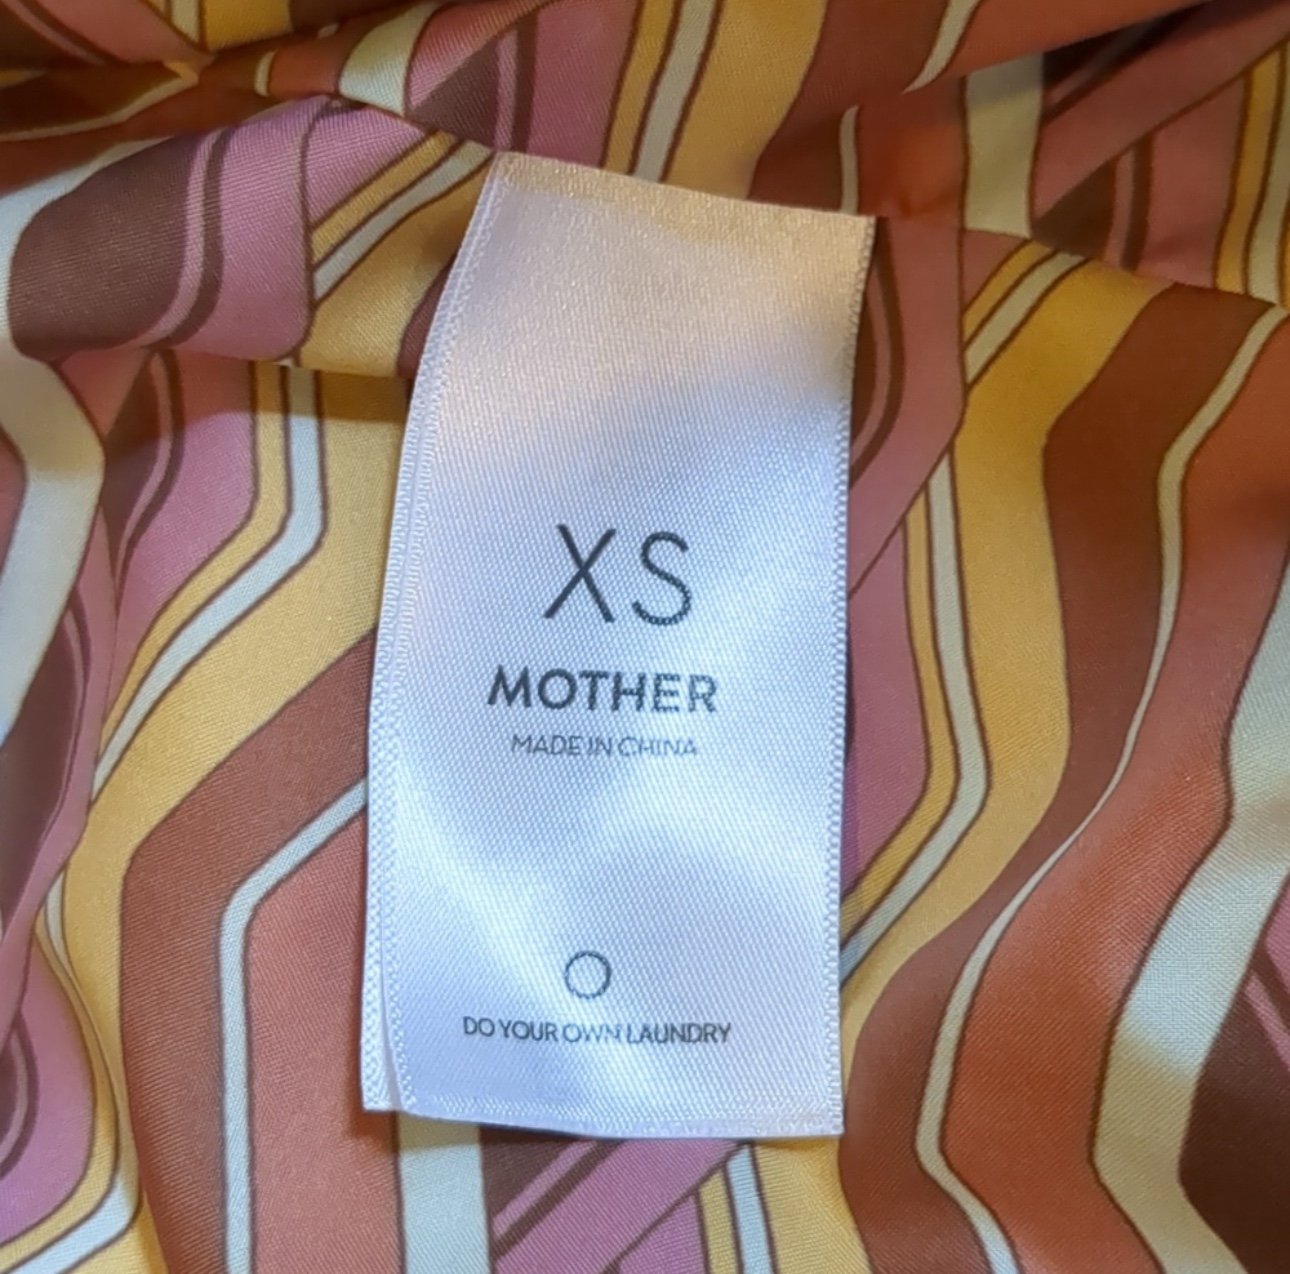 XS
MOTHER
MADE IN CHINA
DO YOUR OWN LAUNDRY